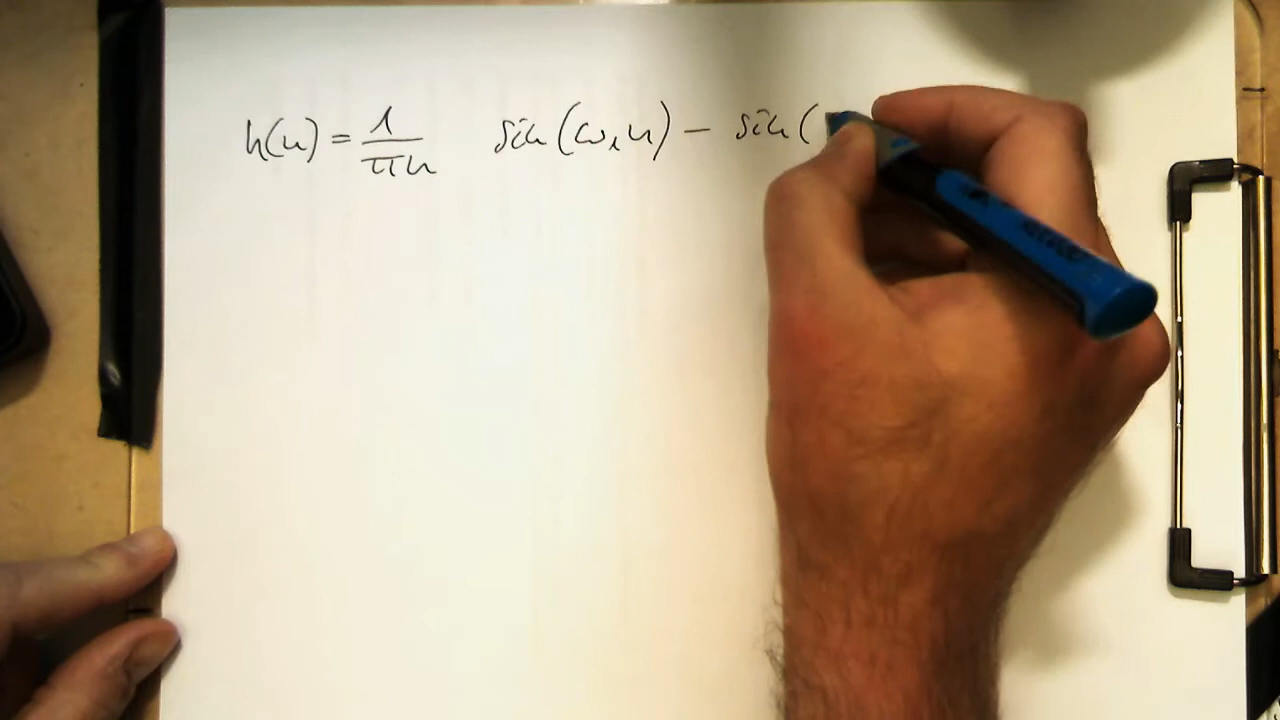 h(n) = 1/πn sin(ω₁n) - sin(